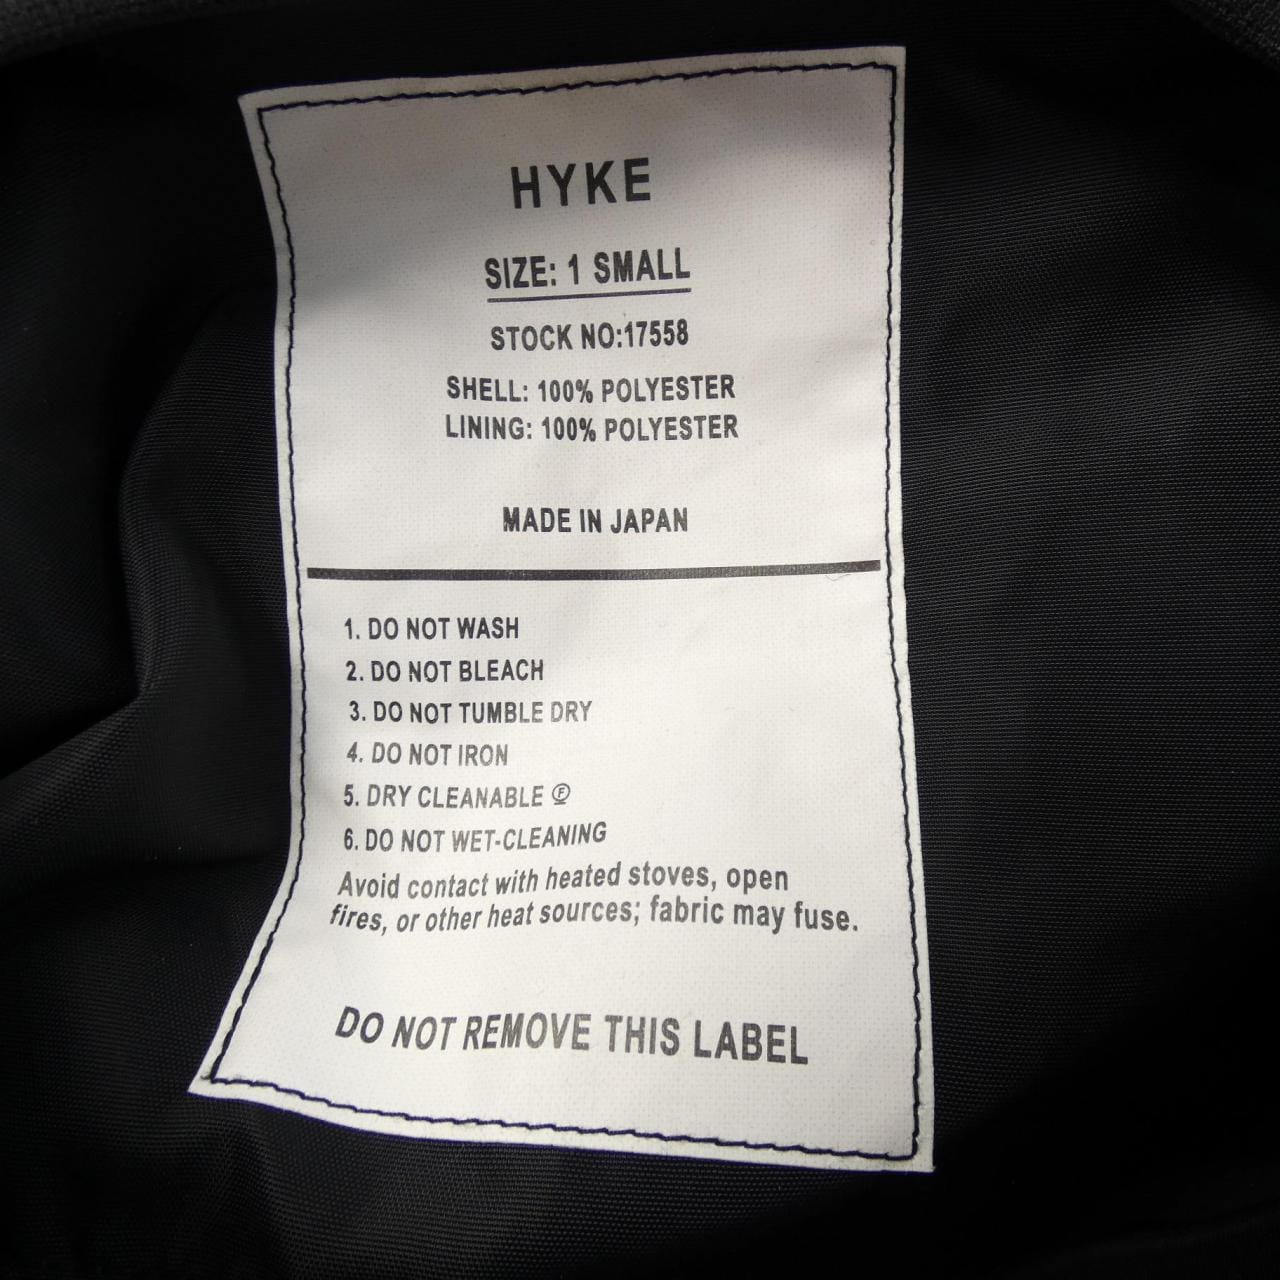 HYKE
SIZE: 1 SMALL
STOCK NO:17558
SHELL: 100% POLYESTER
LINING: 100% POLYESTER
MADE IN JAPAN
1. DO NOT WASH
2. DO NOT BLEACH
3. DO NOT TUMBLE DRY
4. DO NOT IRON
5. DRY CLEANABLE Ⓕ
6. DO NOT WET-CLEANING
Avoid contact with heated stoves, open
fires, or other heat sources; fabric may fuse.
DO NOT REMOVE THIS LABEL